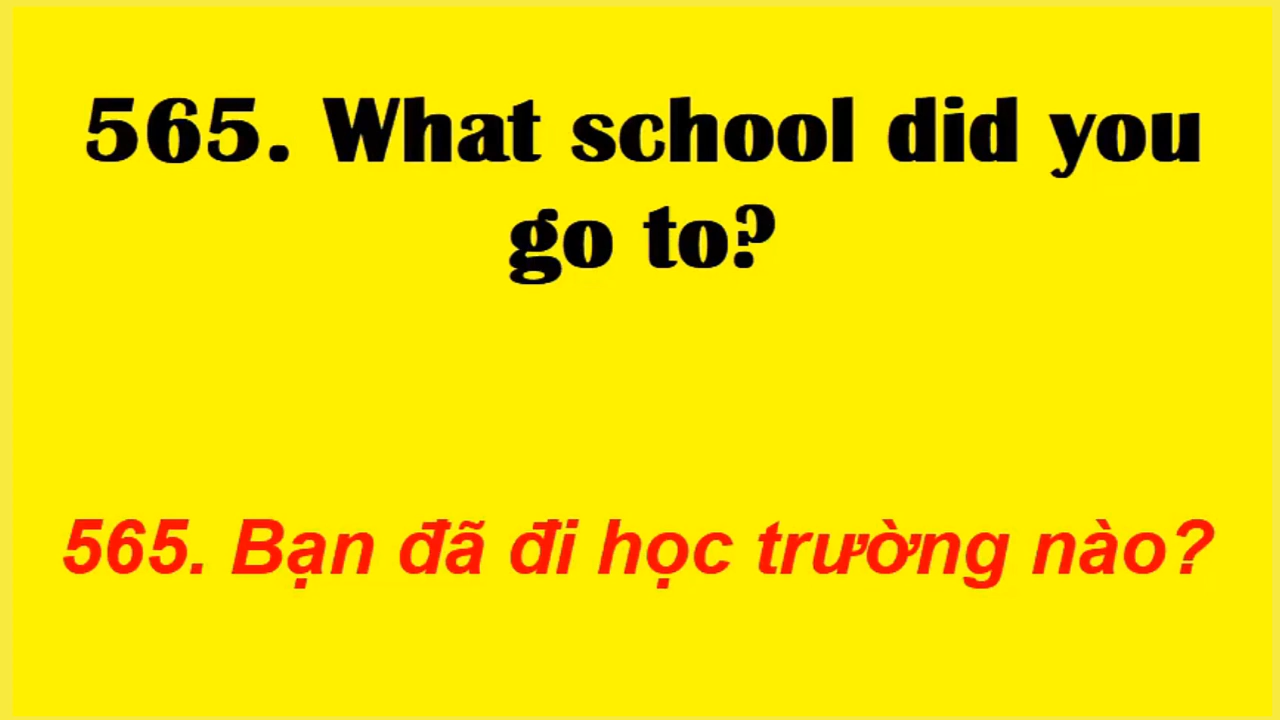 565. What school did you
go to?
565. Bạn đã đi học trường nào?